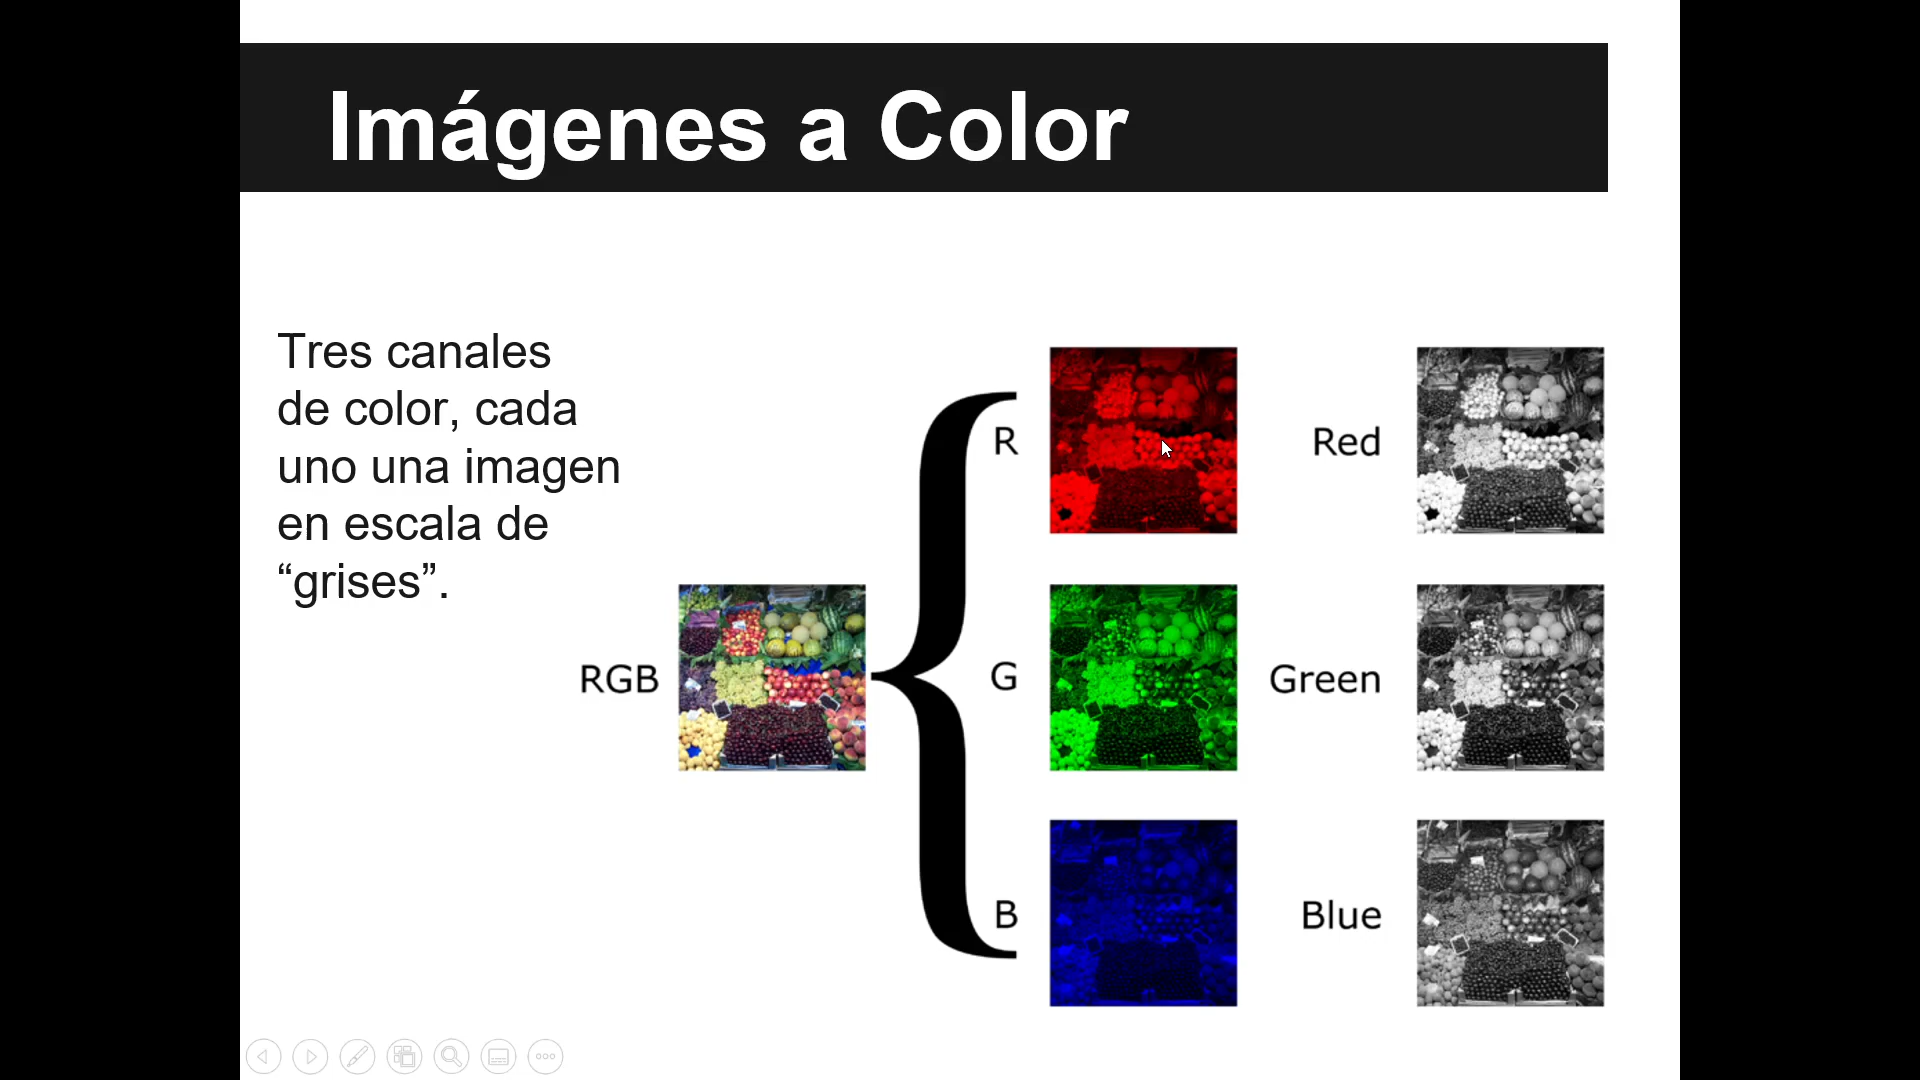 Imágenes a Color
Tres canales
de color, cada
uno una imagen
en escala de
“grises”.
RGB
R
Red
G
Green
B
Blue